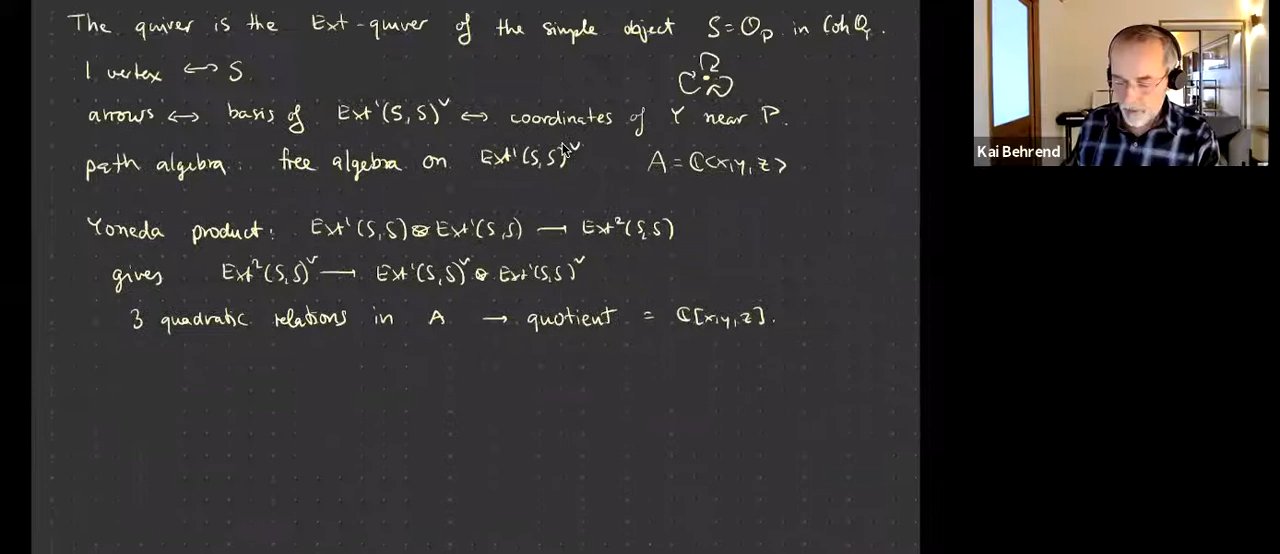 The quiver is the Ext-quiver of the simple object S=O_P in Coh O_Y.
1 vertex ↔ S
arrows ↔ basis of Ext¹(S,S)^∨ ↔ coordinates of Y near P.
path algebra: free algebra on Ext¹(S,S)^∨ A = ℂ<x,y,z>
Yoneda product: Ext¹(S,S) ⊗ Ext¹(S,S) → Ext²(S,S)
gives Ext²(S,S)^∨ → Ext¹(S,S)^∨ ⊗ Ext¹(S,S)^∨
3 quadratic relations in A → quotient = ℂ[x,y,z].
Kai Behrend